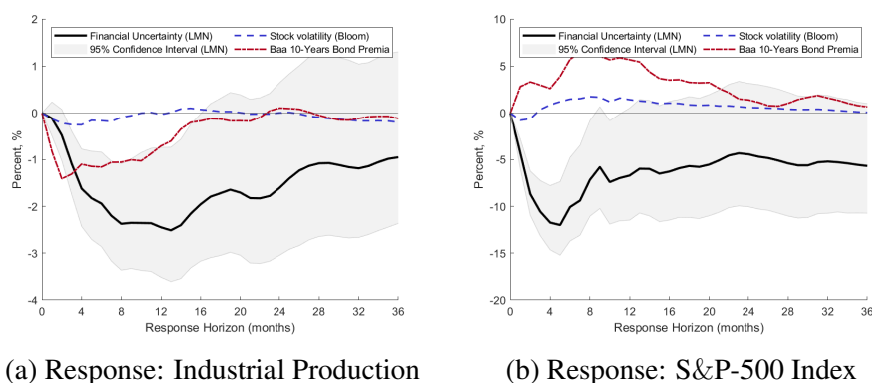 Financial Uncertainty (LMN)
95% Confidence Interval (LMN)
Stock volatility (Bloom)
Baa 10-Years Bond Premia
2
1
0
-1
-2
-3
-4
Percent, %
0 4 8 12 16 20 24 28 32 36
Response Horizon (months)
(a) Response: Industrial Production
Financial Uncertainty (LMN)
95% Confidence Interval (LMN)
Stock volatility (Bloom)
Baa 10-Years Bond Premia
10
5
0
-5
-10
-15
-20
Percent, %
0 4 8 12 16 20 24 28 32 36
Response Horizon (months)
(b) Response: S&P-500 Index